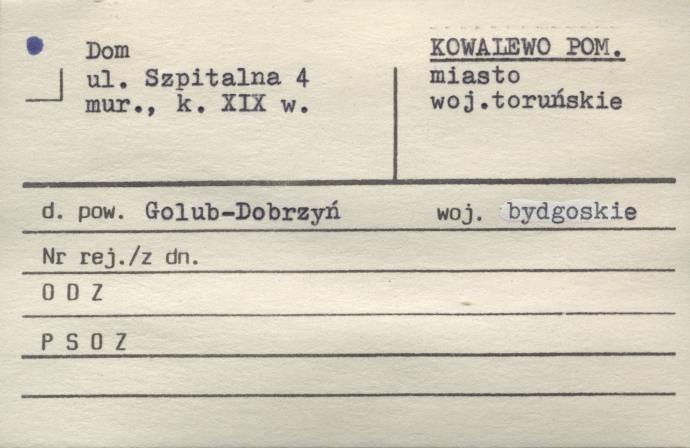 Dom
ul. Szpitalna 4
mur., k. XIX w.
KOWALEWO POM.
miasto
woj.toruńskie
d. pow. Golub-Dobrzyń woj. bydgoskie
Nr rej./z dn.
O D Z
P S O Z